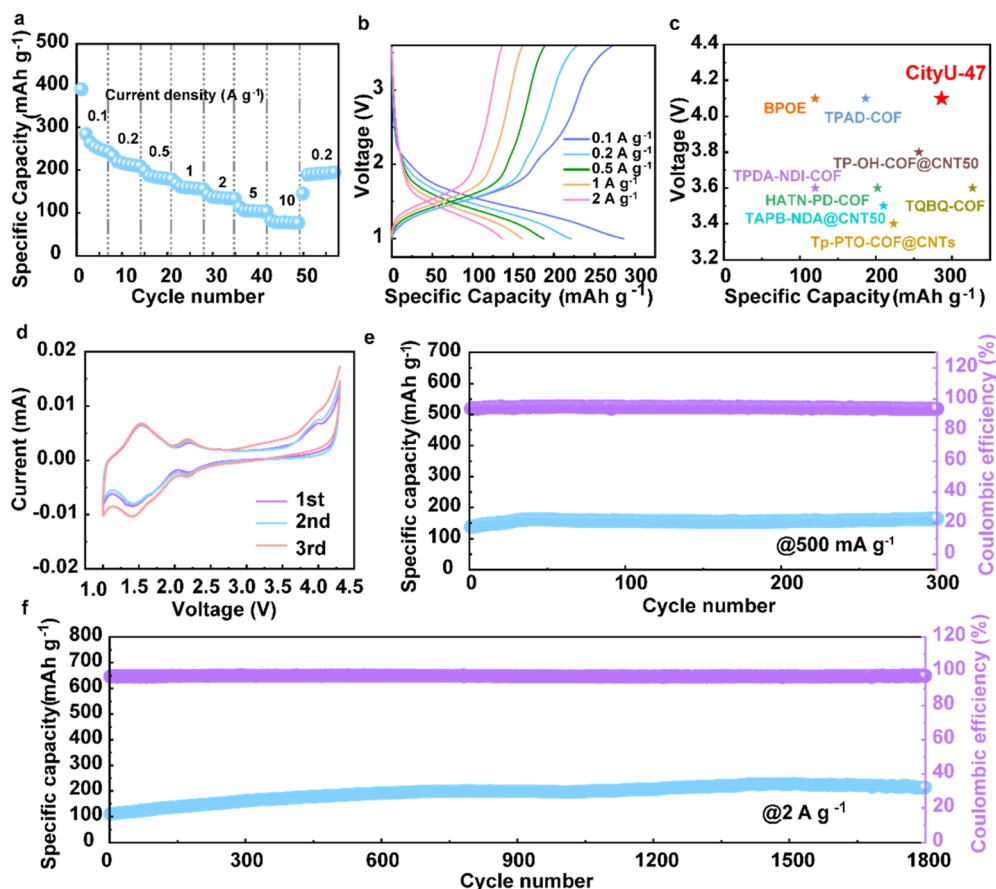 a
Specific Capacity (mAh g⁻¹)
500
400
300
200
100
0
Current density (A g⁻¹)
0.1
0.2
0.5
1
2
5
10
0.2
0 10 20 30 40 50
Cycle number
b
Voltage (V)
3
2
1
0.1 A g⁻¹
0.2 A g⁻¹
0.5 A g⁻¹
1 A g⁻¹
2 A g⁻¹
0 50 100 150 200 250 300
Specific Capacity (mAh g⁻¹)
c
Voltage (V)
4.4
4.2
4.0
3.8
3.6
3.4
3.2
CityU-47
BPOE
TPAD-COF
TP-OH-COF@CNT50
TPDA-NDI-COF
HATN-PD-COF
TQBQ-COF
TAPB-NDA@CNT50
Tp-PTO-COF@CNTs
0 100 200 300
Specific Capacity(mAh g⁻¹)
d
Current (mA)
0.02
0.01
0.00
-0.01
-0.02
1st
2nd
3rd
1.0 1.5 2.0 2.5 3.0 3.5 4.0 4.5
Voltage (V)
e
Specific capacity(mAh g⁻¹)
700
600
500
400
300
200
100
0
@500 mA g⁻¹
0 100 200 300
Cycle number
120
100
80
60
40
20
0
Coulombic efficiency (%)
f
Specific capacity(mAh g⁻¹)
800
700
600
500
400
300
200
100
0
@2 A g⁻¹
0 300 600 900 1200 1500 1800
Cycle number
120
100
80
60
40
20
0
Coulombic efficiency (%)